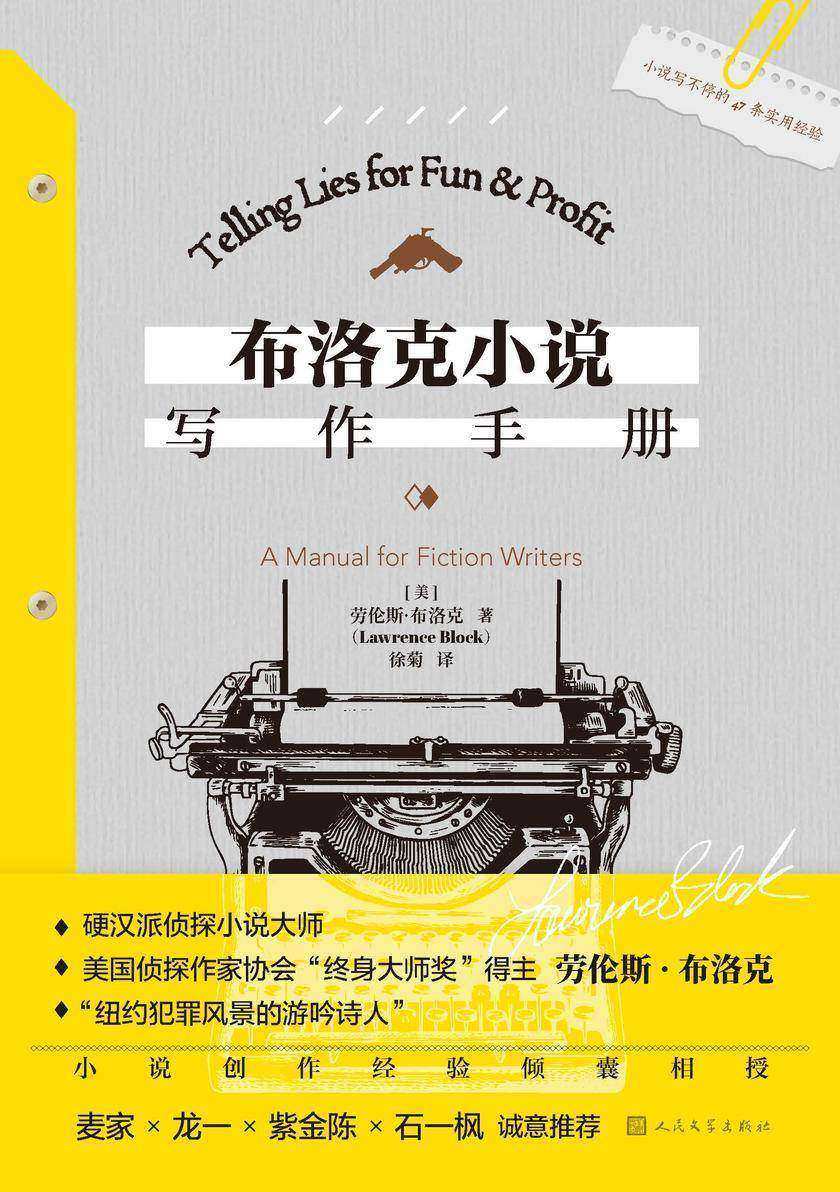 小说写不停的47条实用经验
Telling Lies for Fun & Profit
布洛克小说
写作手册
A Manual for Fiction Writers
[美]
劳伦斯·布洛克 著
(Lawrence Block)
徐菊 译
Lawrence Block
◆ 硬汉派侦探小说大师
◆ 美国侦探作家协会“终身大师奖”得主 劳伦斯·布洛克
◆ “纽约犯罪风景的游吟诗人”
小说创作经验倾囊相授
麦家 × 龙一 × 紫金陈 × 石一枫 诚意推荐 人民文学出版社